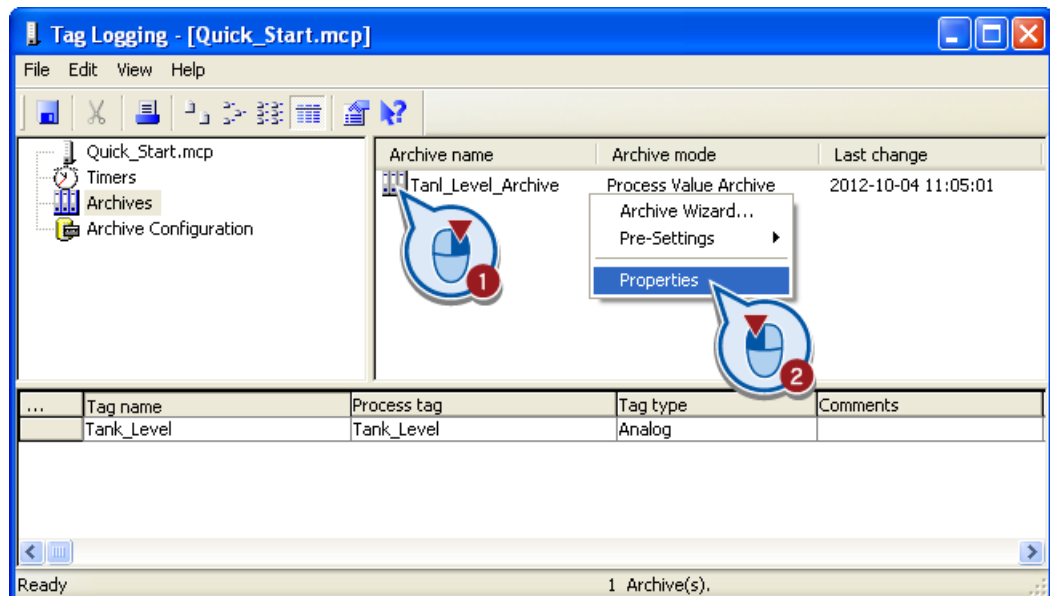 Tag Logging - [Quick_Start.mcp]
File Edit View Help
Quick_Start.mcp
Timers
Archives
Archive Configuration
Archive name Archive mode Last change
Tanl_Level_Archive Process Value Archive 2012-10-04 11:05:01
Archive Wizard...
Pre-Settings
Properties
1
2
... Tag name Process tag Tag type Comments
Tank_Level Tank_Level Analog
Ready 1 Archive(s).